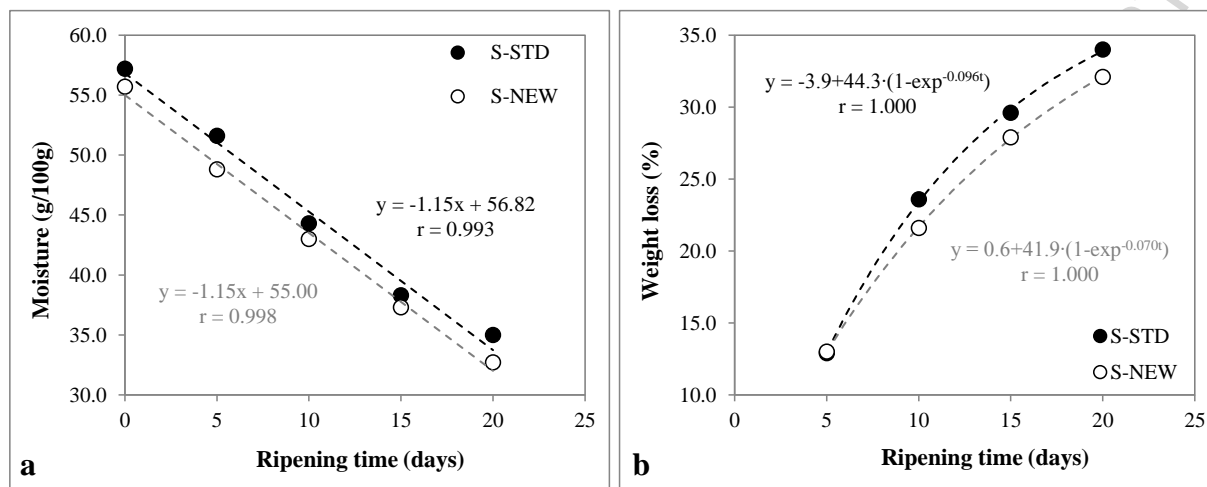 60.0
55.0
50.0
45.0
40.0
35.0
30.0
Moisture (g/100g)
S-STD
S-NEW
y = -1.15x + 56.82
r = 0.993
y = -1.15x + 55.00
r = 0.998
0 5 10 15 20 25
Ripening time (days)
a
35.0
30.0
25.0
20.0
15.0
10.0
Weight loss (%)
y = -3.9+44.3·(1-exp-0.096t)
r = 1.000
y = 0.6+41.9·(1-exp-0.070t)
r = 1.000
S-STD
S-NEW
0 5 10 15 20 25
Ripening time (days)
b